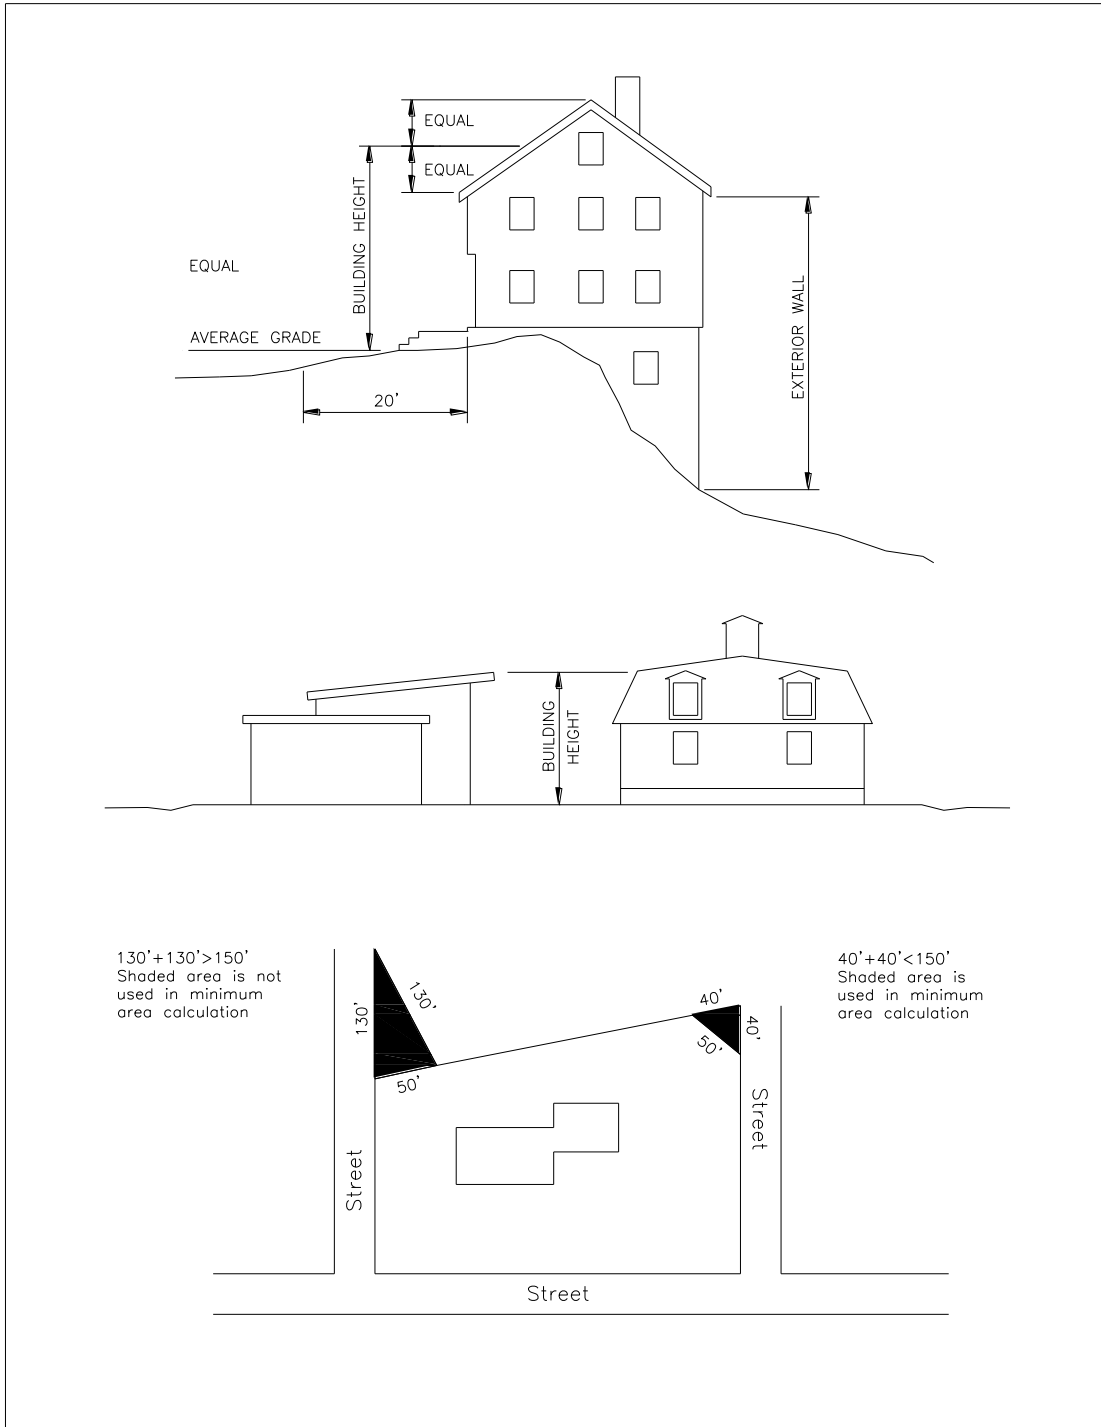 EQUAL
EQUAL
BUILDING HEIGHT
EQUAL
AVERAGE GRADE
EXTERIOR WALL
20'
BUILDING
HEIGHT
130'+130'>150'
Shaded area is not
used in minimum
area calculation
40'+40'<150'
Shaded area is
used in minimum
area calculation
130'
130'
50'
40'
40'
50'
Street
Street
Street